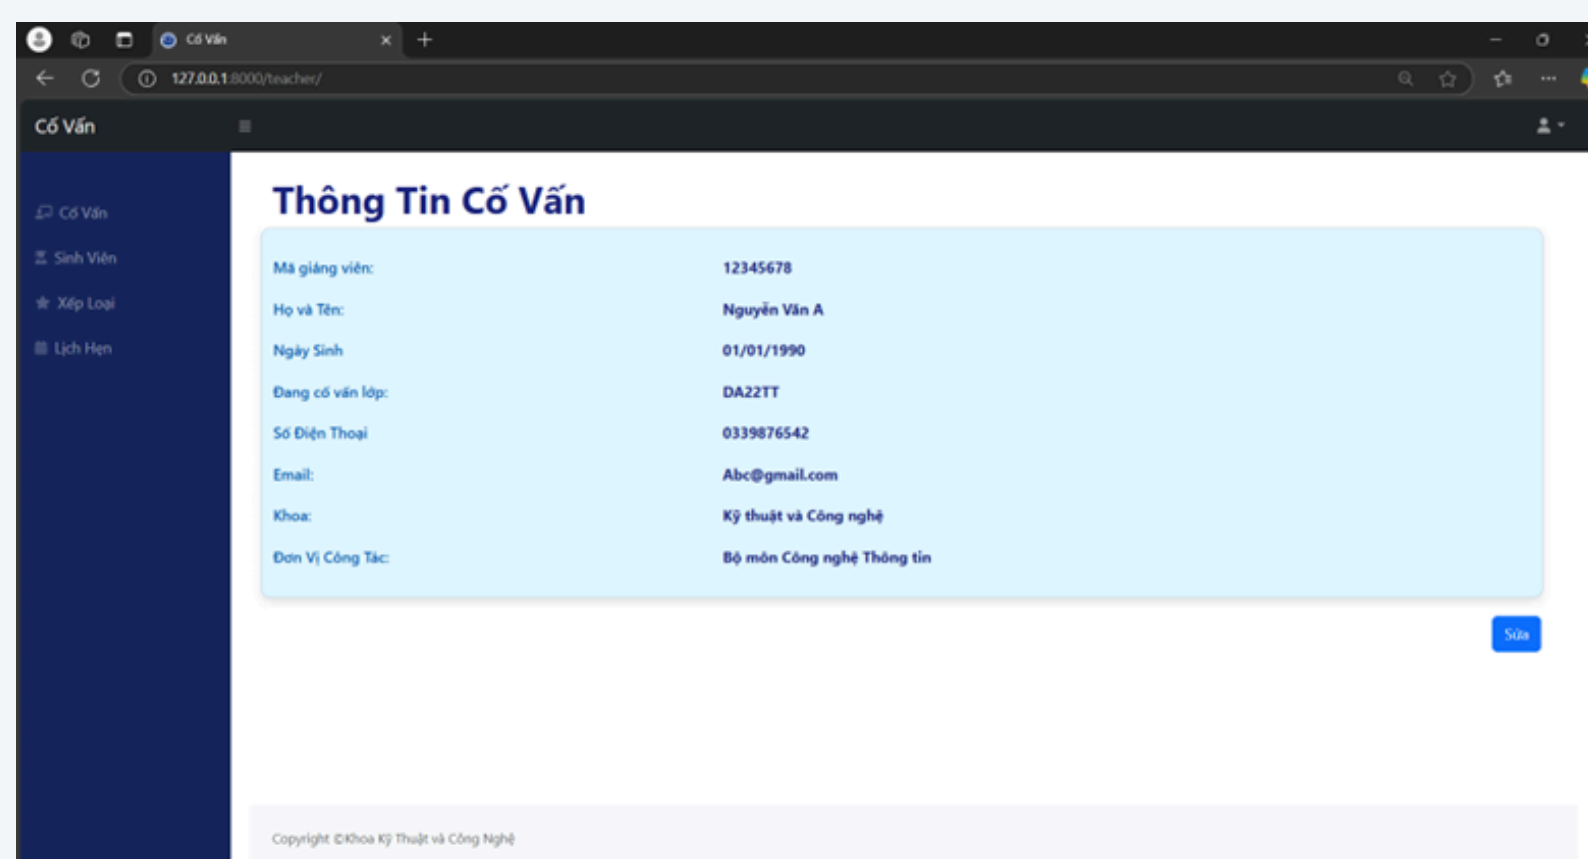 Cố Vấn
127.0.0.1:8000/teacher/
Cố Vấn
Cố Vấn
Sinh Viên
Xếp Loại
Lịch Hẹn
Thông Tin Cố Vấn
Mã giảng viên: 12345678
Họ và Tên: Nguyễn Văn A
Ngày Sinh 01/01/1990
Đang cố vấn lớp: DA22TT
Số Điện Thoại 0339876542
Email: Abc@gmail.com
Khoa: Kỹ thuật và Công nghệ
Đơn Vị Công Tác: Bộ môn Công nghệ Thông tin
Sửa
Copyright ©Khoa Kỹ Thuật và Công Nghệ